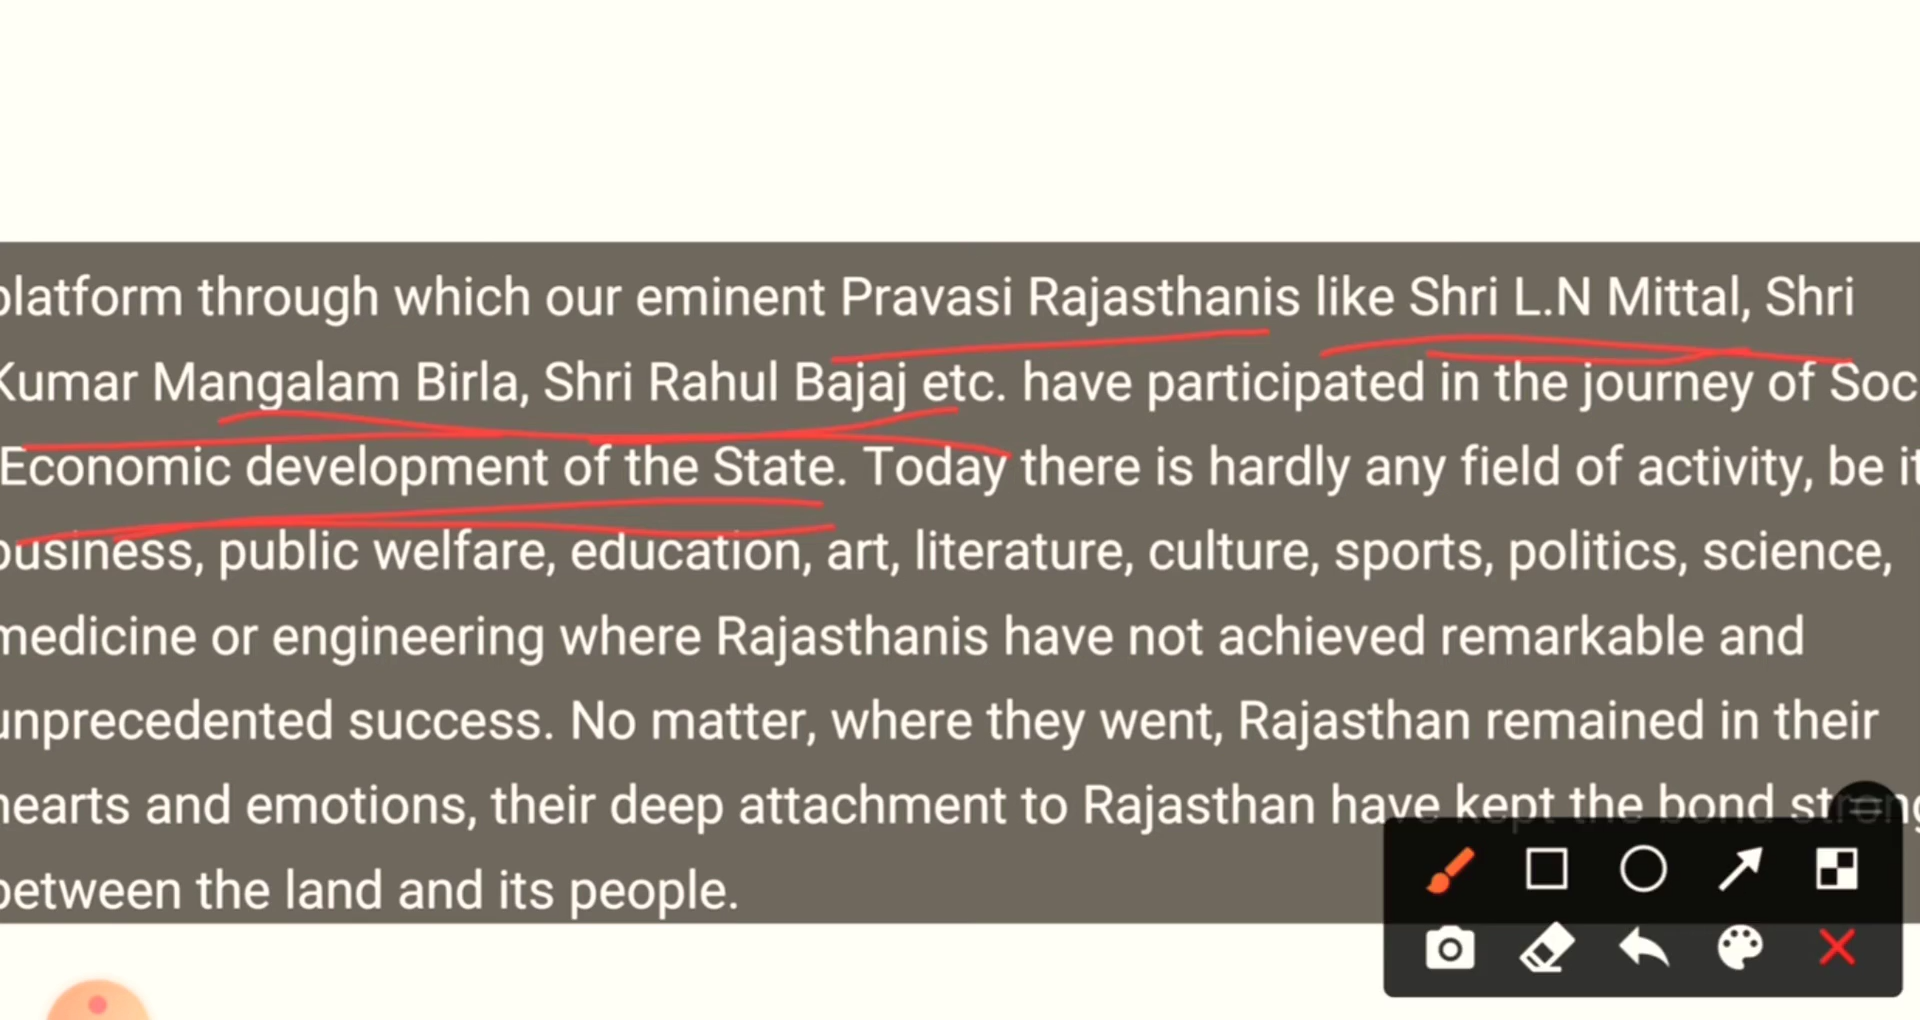 platform through which our eminent Pravasi Rajasthanis like Shri L.N Mittal, Shri
Kumar Mangalam Birla, Shri Rahul Bajaj etc. have participated in the journey of Soc
Economic development of the State. Today there is hardly any field of activity, be it
business, public welfare, education, art, literature, culture, sports, politics, science,
medicine or engineering where Rajasthanis have not achieved remarkable and
unprecedented success. No matter, where they went, Rajasthan remained in their
hearts and emotions, their deep attachment to Rajasthan have kept the bond strong
between the land and its people.